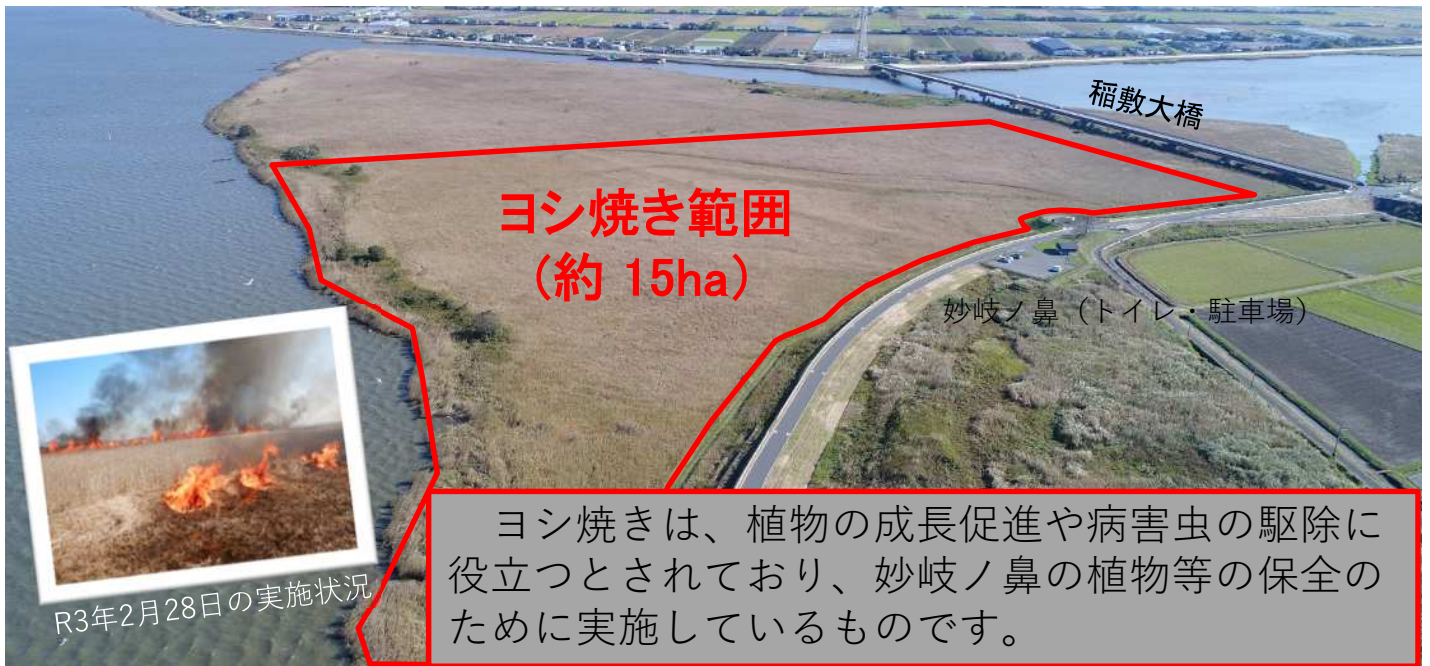 稲敷大橋
ヨシ焼き範囲
（約 15ha）
妙岐ノ鼻（トイレ・駐車場）
R3年2月28日の実施状況
ヨシ焼きは、植物の成長促進や病害虫の駆除に
役立つとされており、妙岐ノ鼻の植物等の保全の
ために実施しているものです。